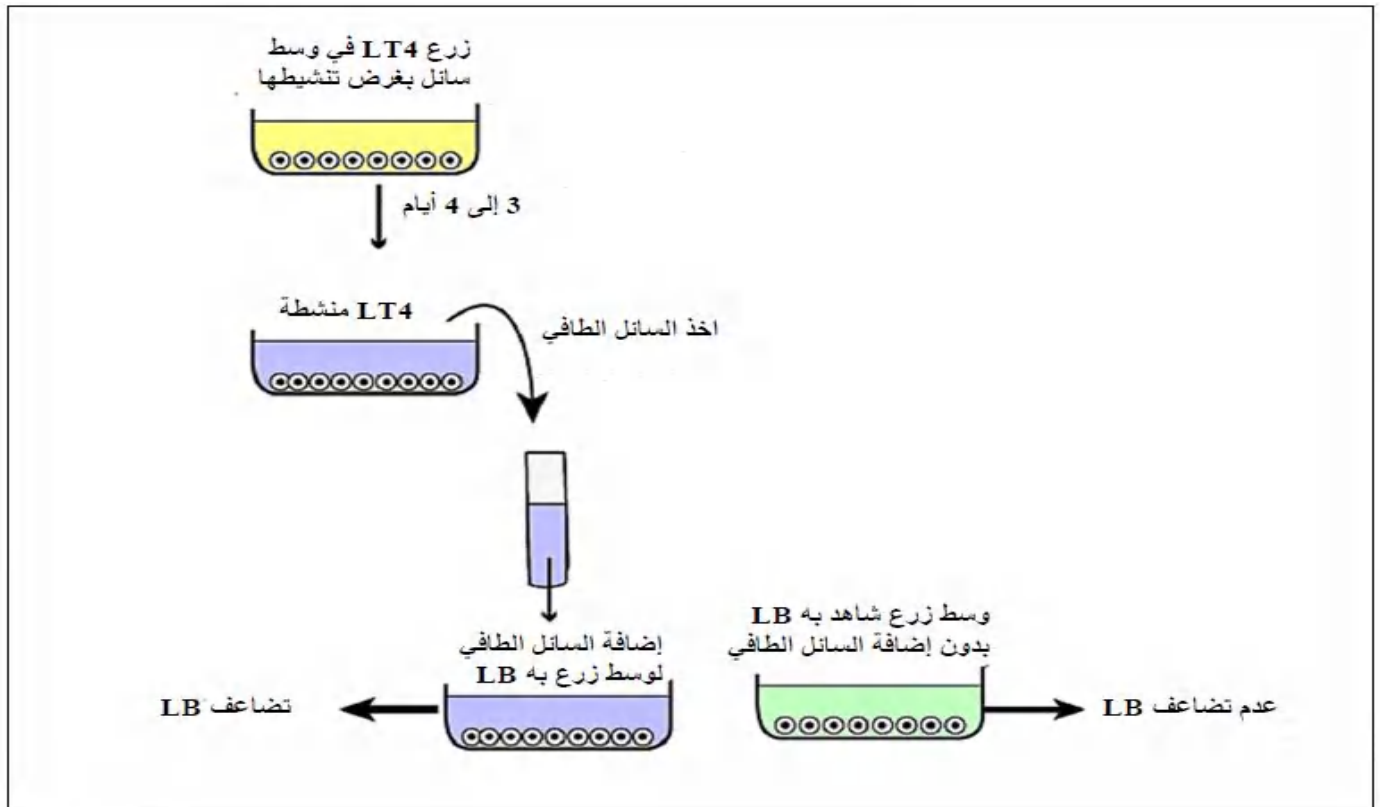 زرع LT4 في وسط
سائل بغرض تنشيطها
3 إلى 4 أيام
LT4 منشطة
اخذ السائل الطافي
إضافة السائل الطافي
لوسط زرع به LB
وسط زرع شاهد به LB
بدون إضافة السائل الطافي
تضاعف LB
عدم تضاعف LB